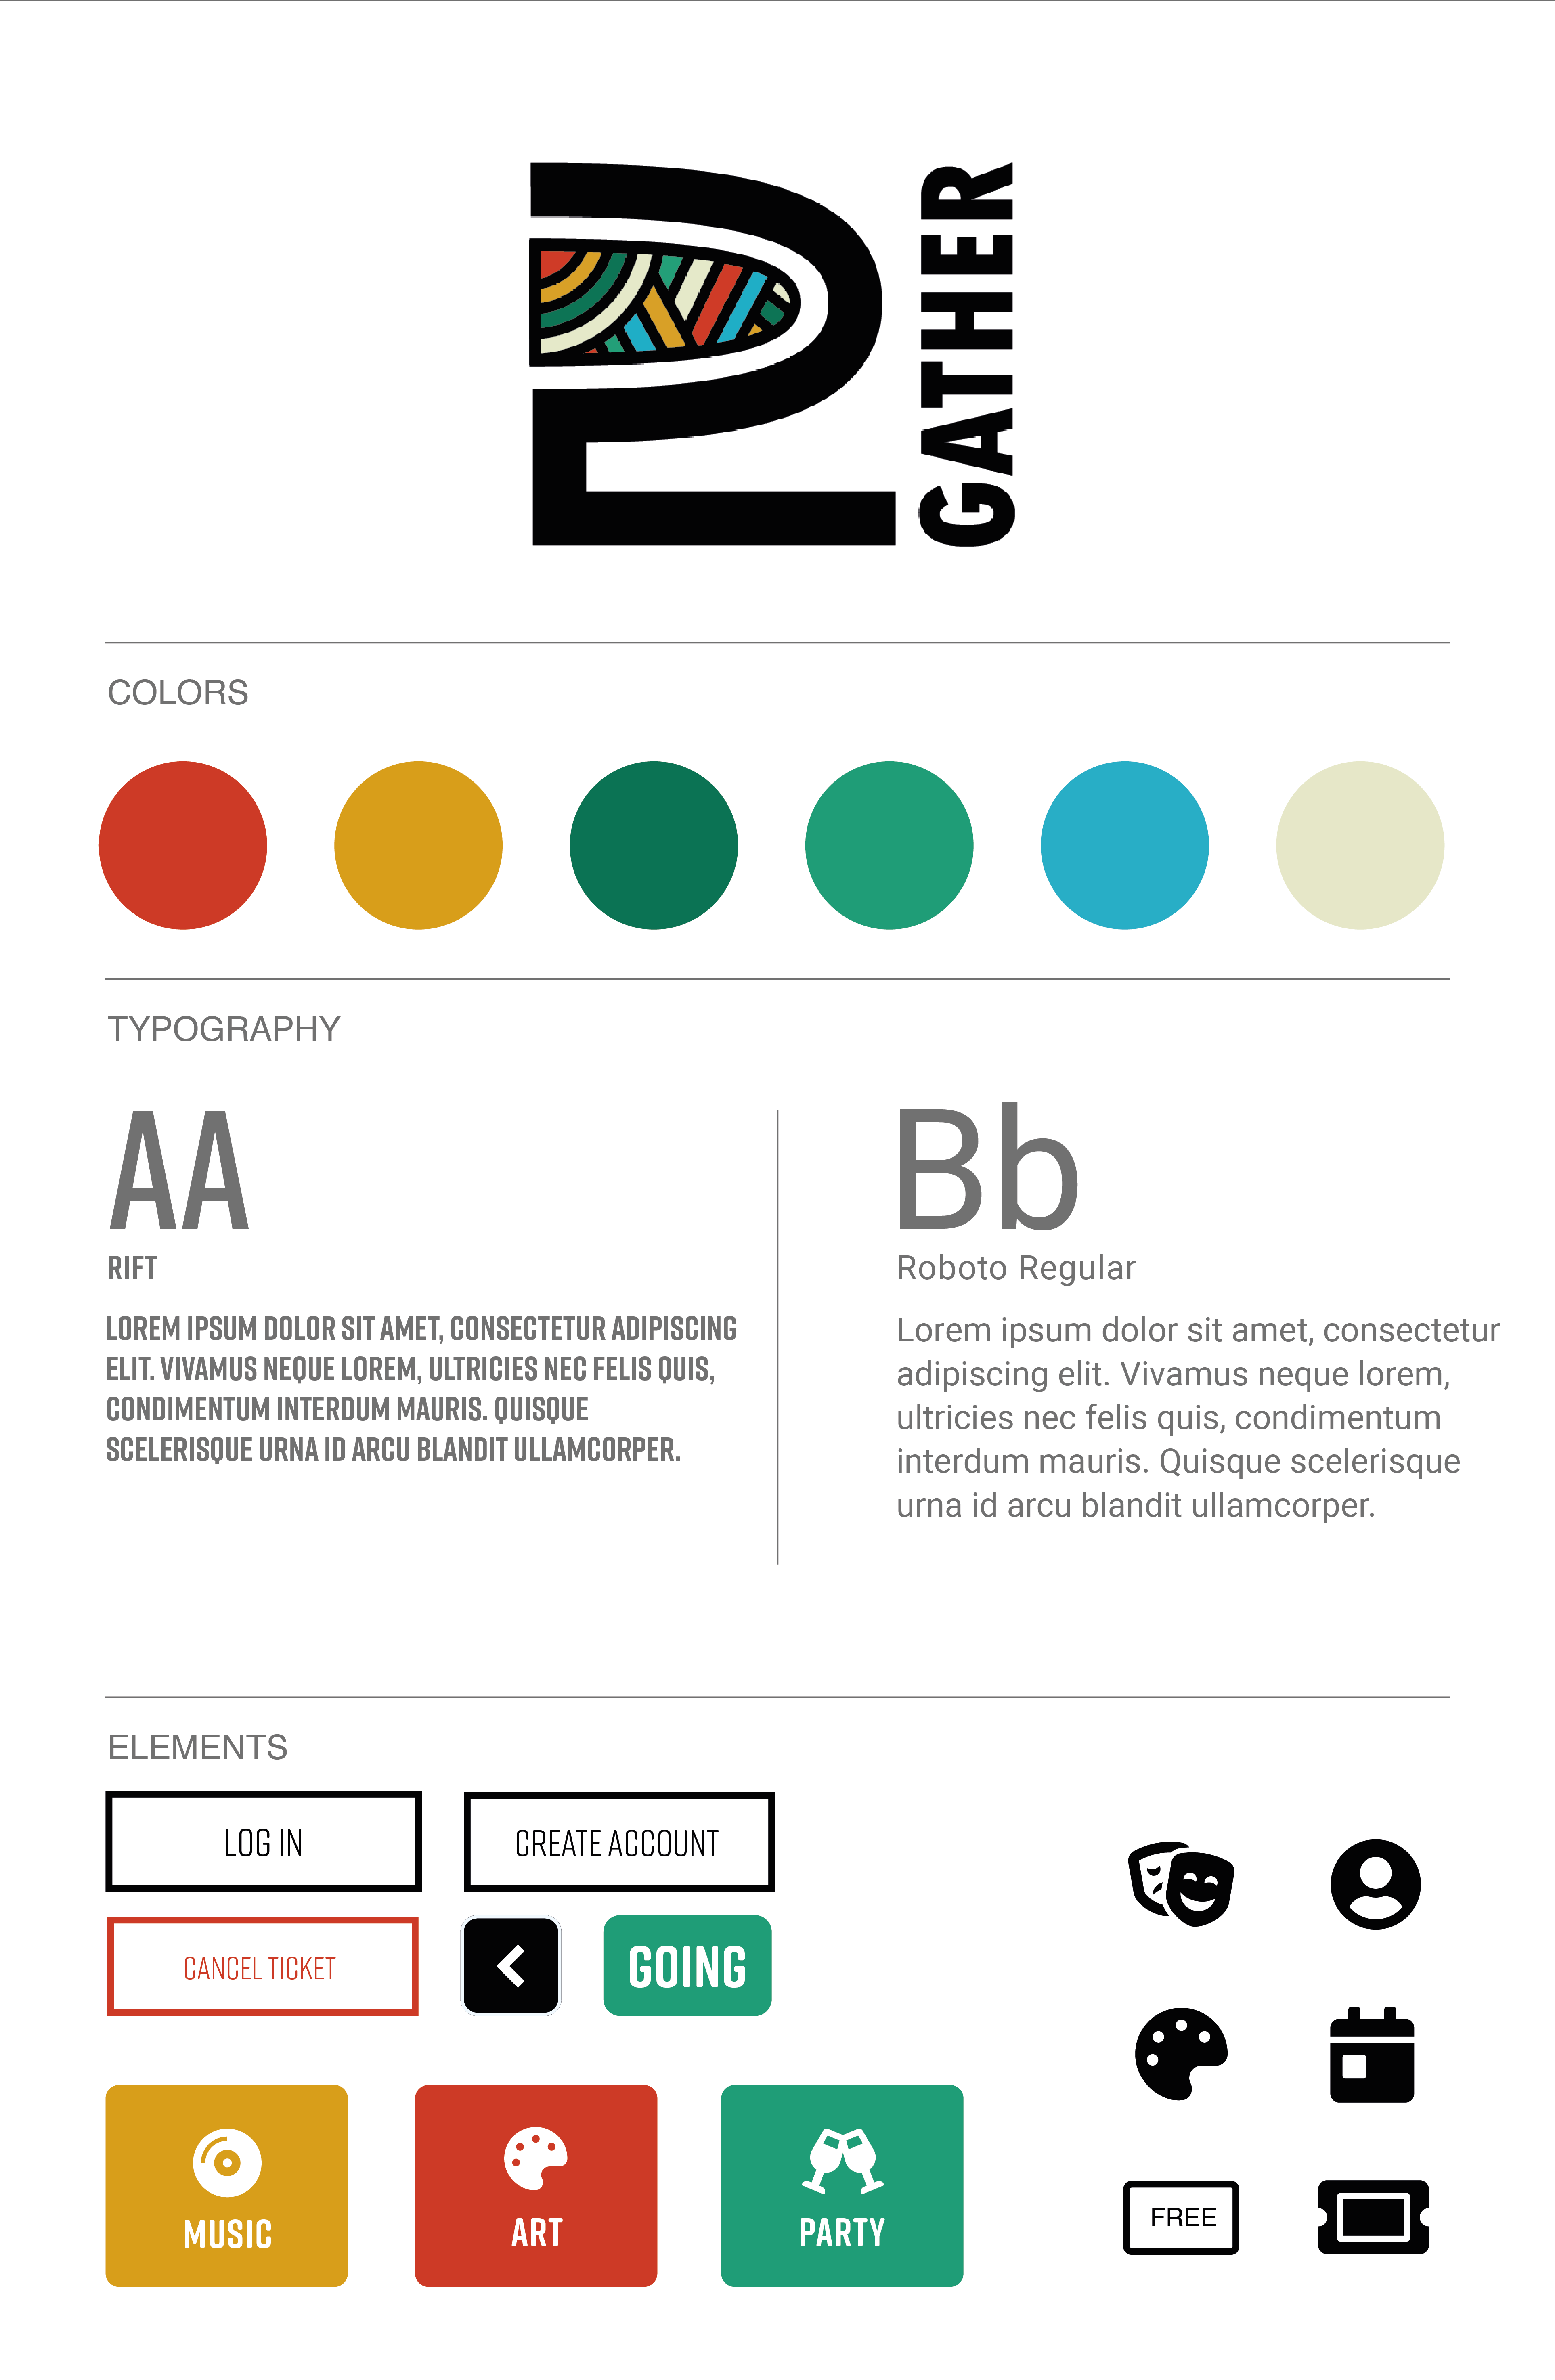 2
GATHER
COLORS
TYPOGRAPHY
AA
RIFT
LOREM IPSUM DOLOR SIT AMET, CONSECTETUR ADIPISCING
ELIT. VIVAMUS NEQUE LOREM, ULTRICIES NEC FELIS QUIS,
CONDIMENTUM INTERDUM MAURIS. QUISQUE
SCELERISQUE URNA ID ARCU BLANDIT ULLAMCORPER.
Bb
Roboto Regular
Lorem ipsum dolor sit amet, consectetur
adipiscing elit. Vivamus neque lorem,
ultricies nec felis quis, condimentum
interdum mauris. Quisque scelerisque
urna id arcu blandit ullamcorper.
ELEMENTS
LOG IN
CREATE ACCOUNT
CANCEL TICKET
GOING
MUSIC
ART
PARTY
FREE